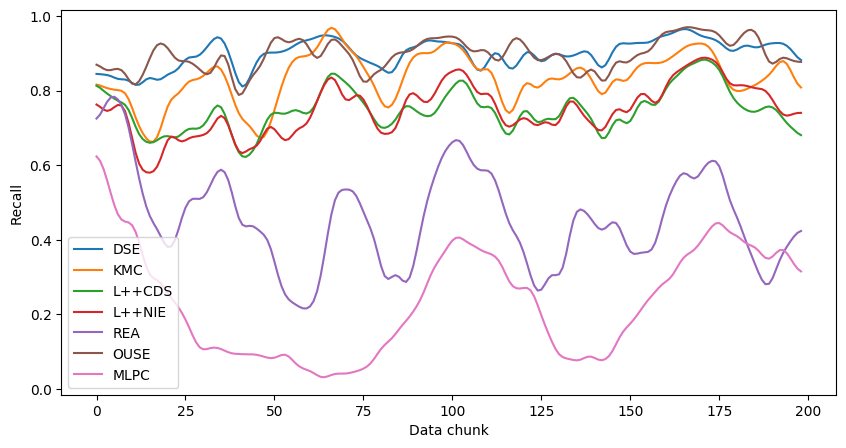 1.0
0.8
0.6
0.4
0.2
0.0
Recall
DSE
KMC
L++CDS
L++NIE
REA
OUSE
MLPC
0 25 50 75 100 125 150 175 200
Data chunk